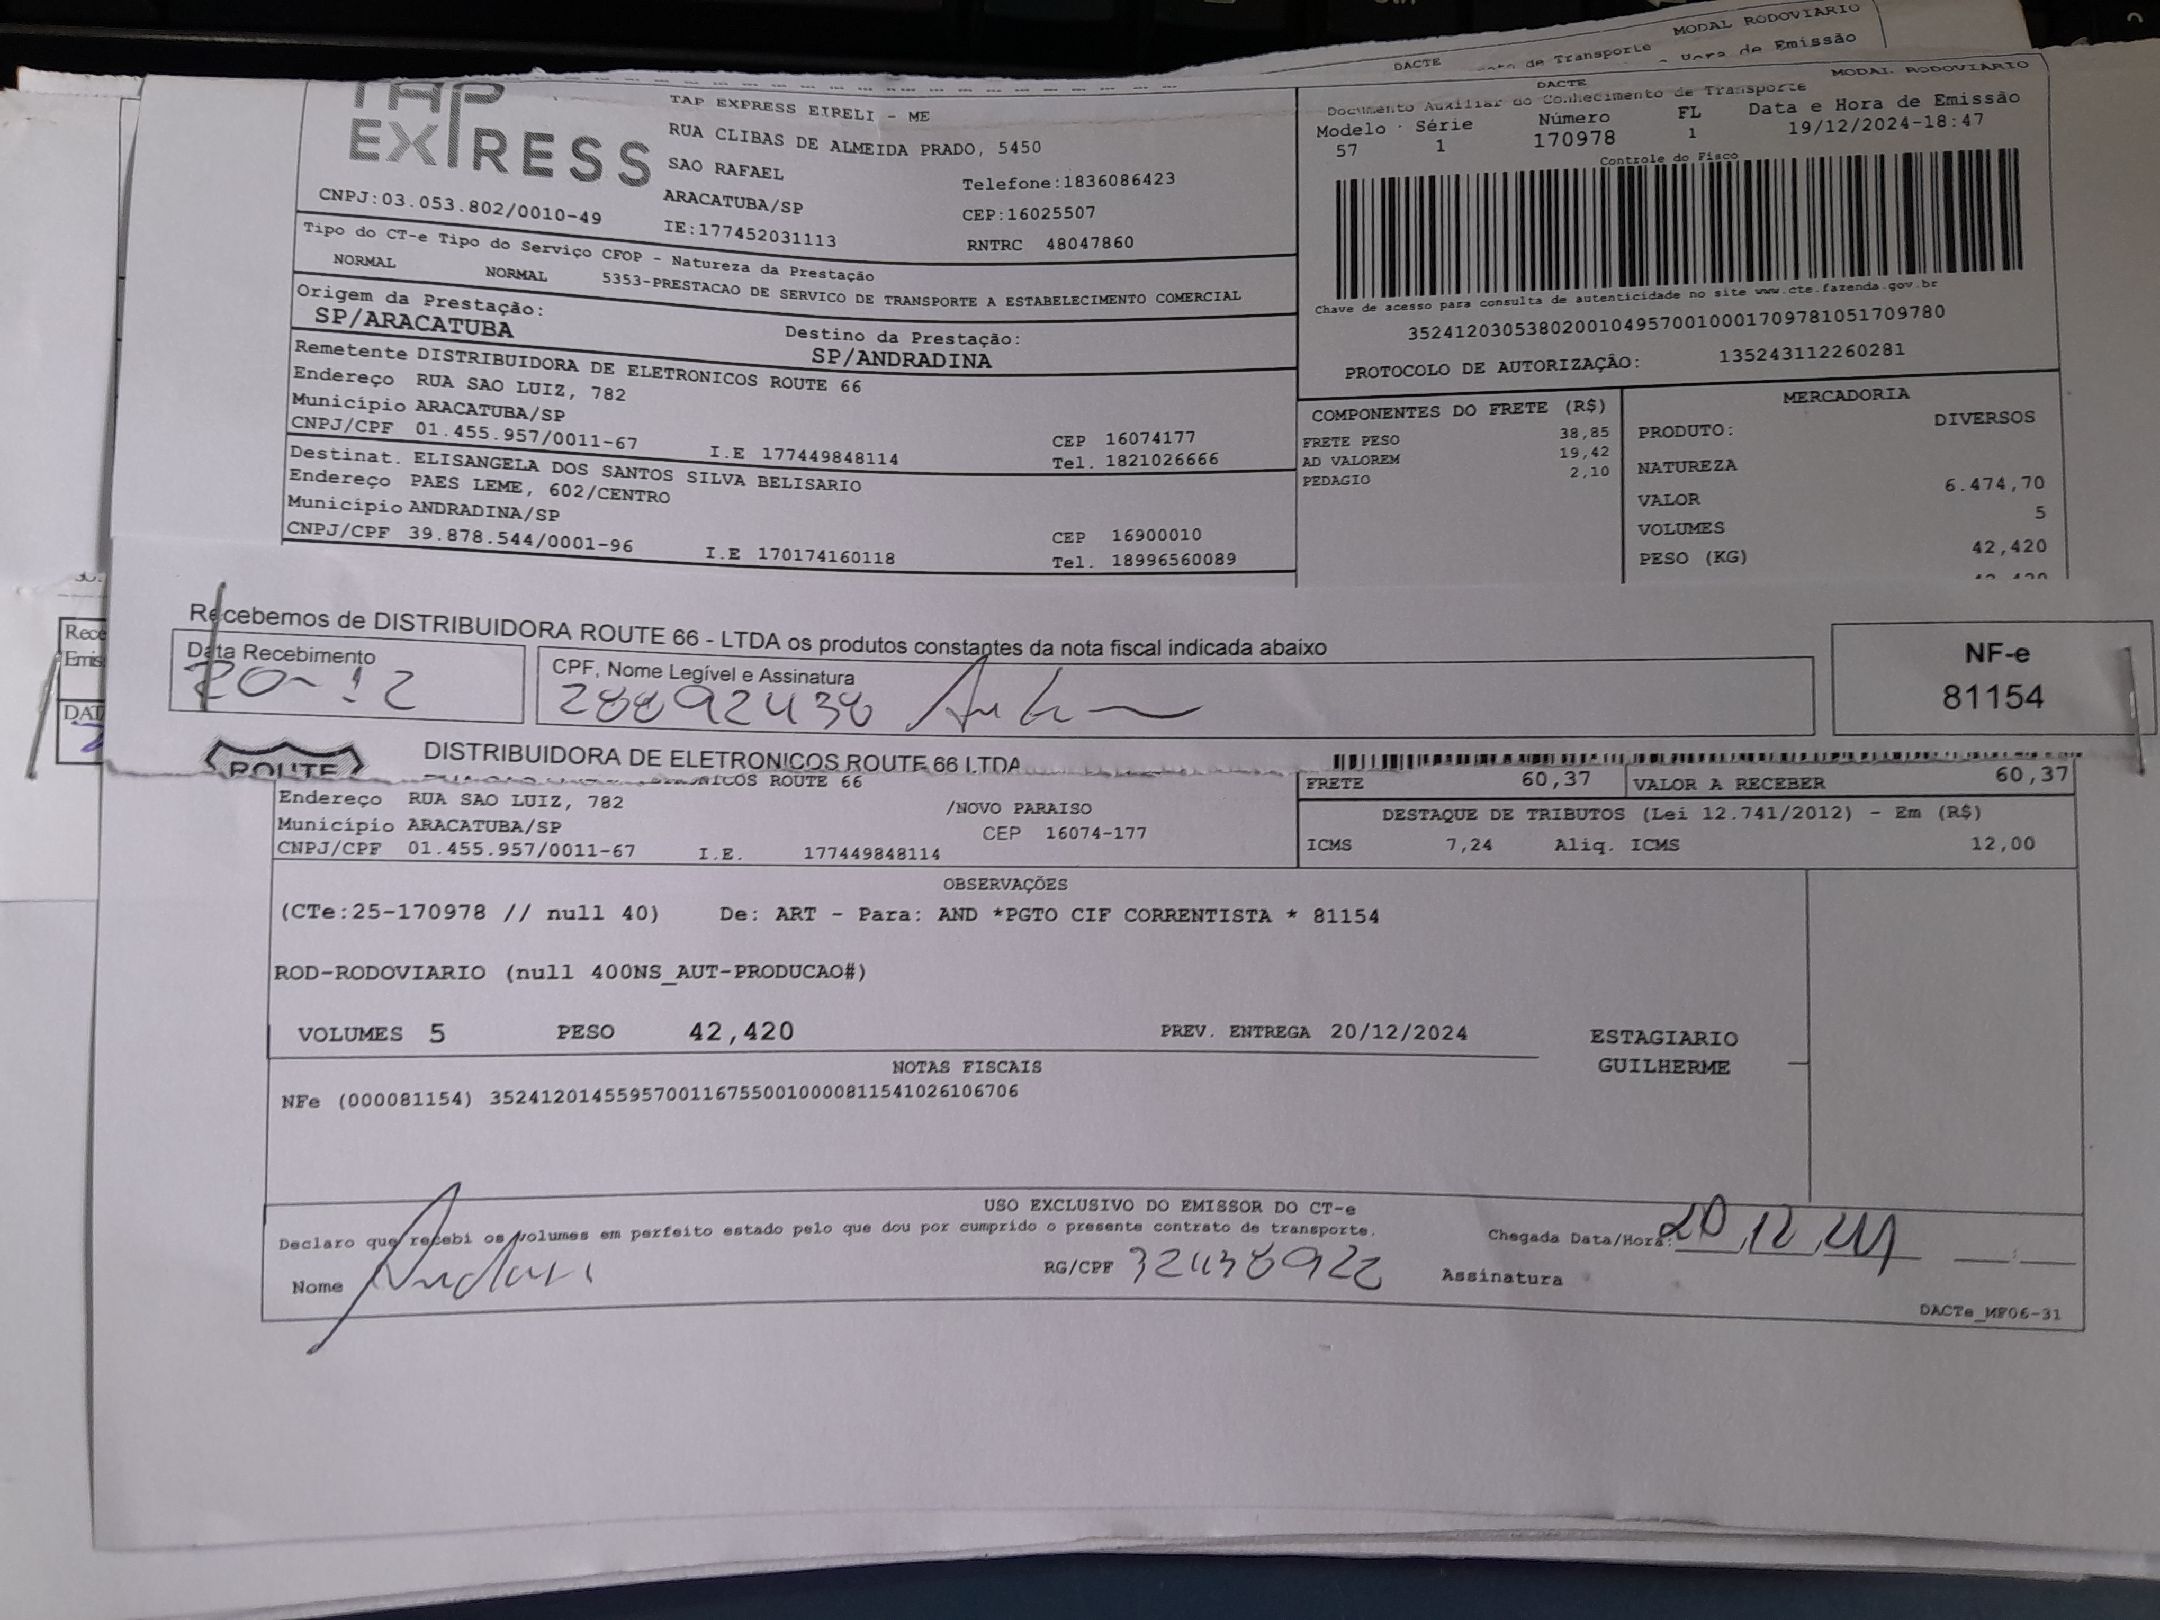 MODAL RODOVIARIO
DACTE
de Transporte
Hora de Emissão
TAP EXPRESS
TAP EXPRESS EIRELI - ME
RUA CLIBAS DE ALMEIDA PRADO, 5450
SAO RAFAEL
Telefone:1836086423
CNPJ:03.053.802/0010-49
ARACATUBA/SP
CEP:16025507
IE:177452031113
RNTRC 48047860
DACTE
MODAL RODOVIARIO
Documento Auxiliar do Conhecimento de Transporte
Modelo Série Número FL Data e Hora de Emissão
57 1 170978 1 19/12/2024-18:47
Controle do Fisco
Chave de acesso para consulta de autenticidade no site www.cte.fazenda.gov.br
35241203053802001049570010001709781051709780
PROTOCOLO DE AUTORIZAÇÃO: 135243112260281
Tipo do CT-e Tipo do Serviço CFOP - Natureza da Prestação
NORMAL NORMAL 5353-PRESTACAO DE SERVICO DE TRANSPORTE A ESTABELECIMENTO COMERCIAL
Origem da Prestação: Destino da Prestação:
SP/ARACATUBA SP/ANDRADINA
Remetente DISTRIBUIDORA DE ELETRONICOS ROUTE 66
Endereço RUA SAO LUIZ, 782
Município ARACATUBA/SP CEP 16074177
CNPJ/CPF 01.455.957/0011-67 I.E 177449848114 Tel. 1821026666
Destinat. ELISANGELA DOS SANTOS SILVA BELISARIO
Endereço PAES LEME, 602/CENTRO
Município ANDRADINA/SP CEP 16900010
CNPJ/CPF 39.878.544/0001-96 I.E 170174160118 Tel. 18996560089
COMPONENTES DO FRETE (R$)
FRETE PESO 38,85
AD VALOREM 19,42
PEDAGIO 2,10
MERCADORIA
PRODUTO: DIVERSOS
NATUREZA
VALOR 6.474,70
VOLUMES 5
PESO (KG) 42,420
Recebemos de DISTRIBUIDORA ROUTE 66 - LTDA os produtos constantes da nota fiscal indicada abaixo
Data Recebimento
20-12
CPF, Nome Legível e Assinatura
28892438
NF-e
81154
ROUTE
DISTRIBUIDORA DE ELETRONICOS ROUTE 66 LTDA
ROUTE 66
Endereço RUA SAO LUIZ, 782 /NOVO PARAISO
Município ARACATUBA/SP CEP 16074-177
CNPJ/CPF 01.455.957/0011-67 I.E. 177449848114
FRETE 60,37 VALOR A RECEBER 60,37
DESTAQUE DE TRIBUTOS (Lei 12.741/2012) - Em (R$)
ICMS 7,24 Aliq. ICMS 12,00
OBSERVAÇÕES
(CTe:25-170978 // null 40) De: ART - Para: AND *PGTO CIF CORRENTISTA * 81154
ROD-RODOVIARIO (null 400NS_AUT-PRODUCAO#)
VOLUMES 5 PESO 42,420 PREV. ENTREGA 20/12/2024
ESTAGIARIO
GUILHERME
NOTAS FISCAIS
NFe (000081154) 35241201455957001167550010000811541026106706
USO EXCLUSIVO DO EMISSOR DO CT-e
Declaro que recebi os volumes em perfeito estado pelo que dou por cumprido o presente contrato de transporte.
Chegada Data/Hora: 20 12 24
Nome
RG/CPF 32438922
Assinatura
DACTe_MF06-31